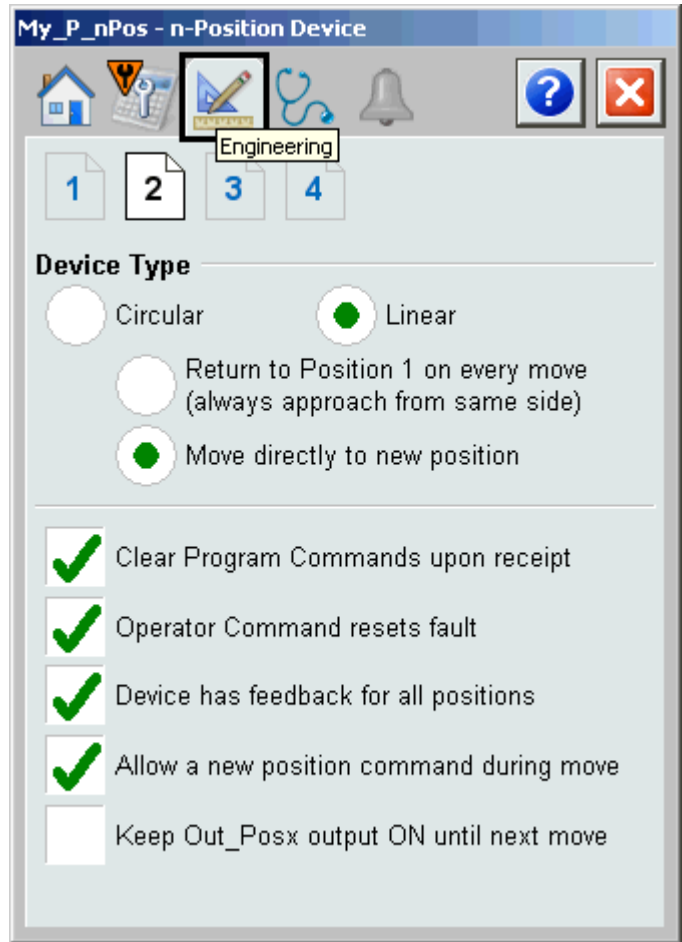 My_P_nPos - n-Position Device
?
Engineering
1 2 3 4
Device Type
Circular Linear
Return to Position 1 on every move
(always approach from same side)
Move directly to new position
Clear Program Commands upon receipt
Operator Command resets fault
Device has feedback for all positions
Allow a new position command during move
Keep Out_Posx output ON until next move